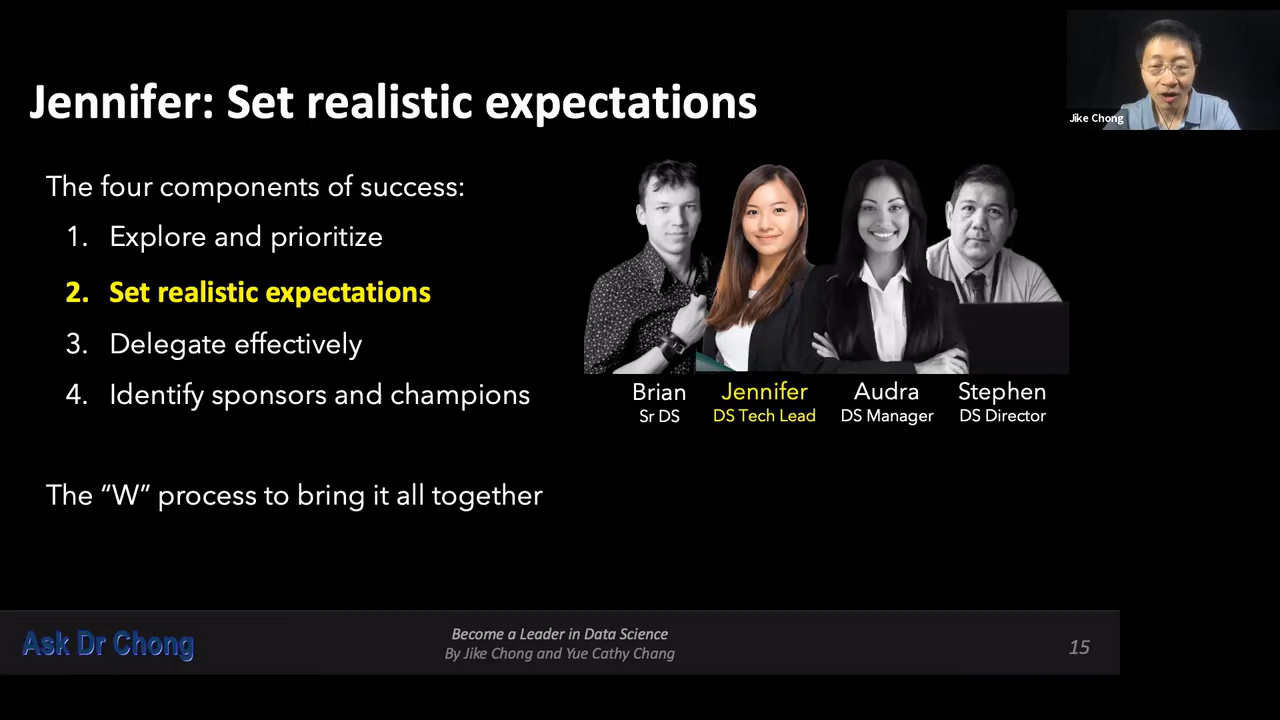 Jennifer: Set realistic expectations
Jike Chong
The four components of success:
1. Explore and prioritize
2. Set realistic expectations
3. Delegate effectively
4. Identify sponsors and champions
Brian
Sr DS
Jennifer
DS Tech Lead
Audra
DS Manager
Stephen
DS Director
The “W” process to bring it all together
Ask Dr Chong
Become a Leader in Data Science
By Jike Chong and Yue Cathy Chang
15